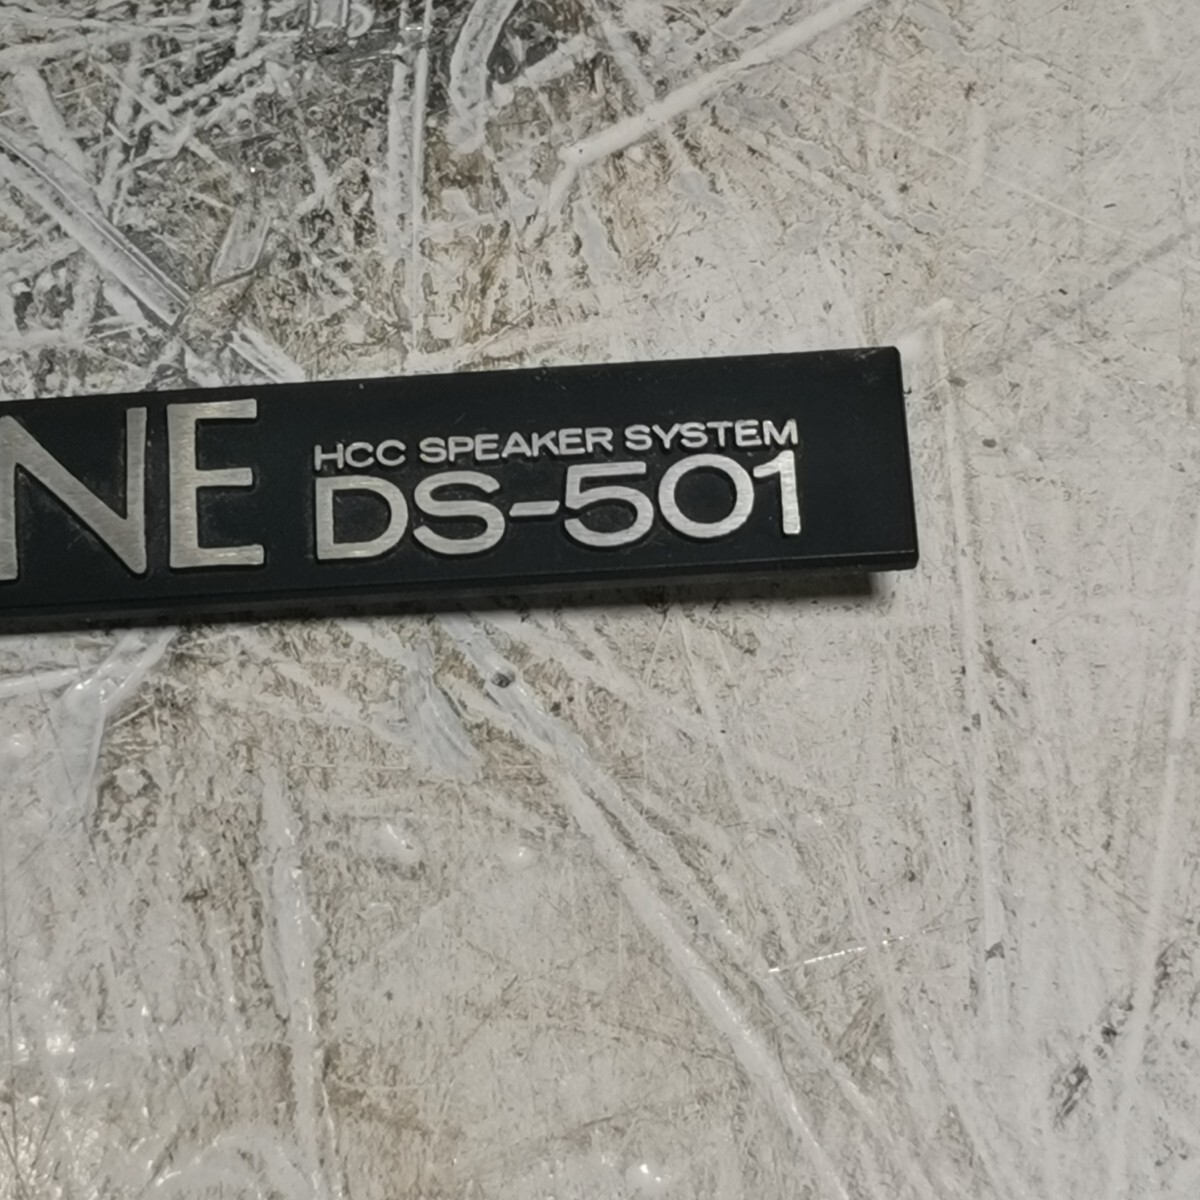 NE
HCC SPEAKER SYSTEM
DS-501